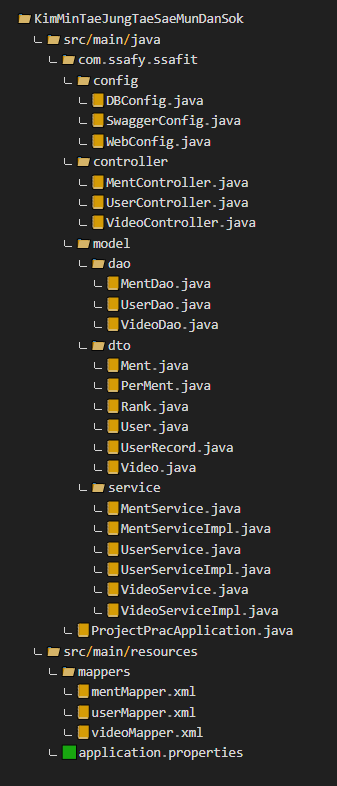 KimMinTaeJungTaeSaeMunDanSok
src/main/java
com.ssafy.ssafit
config
DBConfig.java
SwaggerConfig.java
WebConfig.java
controller
MentController.java
UserController.java
VideoController.java
model
dao
MentDao.java
UserDao.java
VideoDao.java
dto
Ment.java
PerMent.java
Rank.java
User.java
UserRecord.java
Video.java
service
MentService.java
MentServiceImpl.java
UserService.java
UserServiceImpl.java
VideoService.java
VideoServiceImpl.java
ProjectPracApplication.java
src/main/resources
mappers
mentMapper.xml
userMapper.xml
videoMapper.xml
application.properties